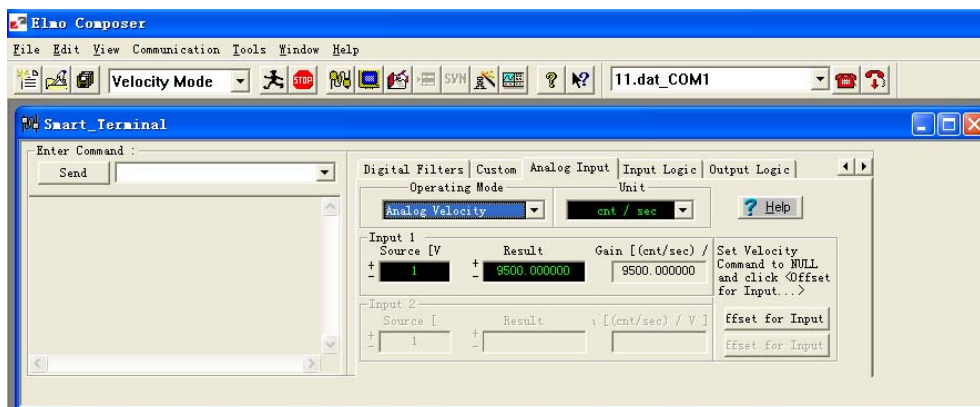 Elmo Composer
File Edit View Communication Tools Window Help
Velocity Mode STOP SYN 11.dat_COM1
Smart_Terminal
Enter Command :
Send
Digital Filters Custom Analog Input Input Logic Output Logic
Operating Mode Unit
Analog Velocity cnt / sec Help
Input 1
Source [V Result Gain [(cnt/sec) /
+ - 1 + - 9500.000000 9500.000000
Set Velocity
Command to NULL
and click <Offset
for Input...>
Input 2
Source [ Result [(cnt/sec) / V ]
+ - 1 + -
ffset for Input
ffset for Input